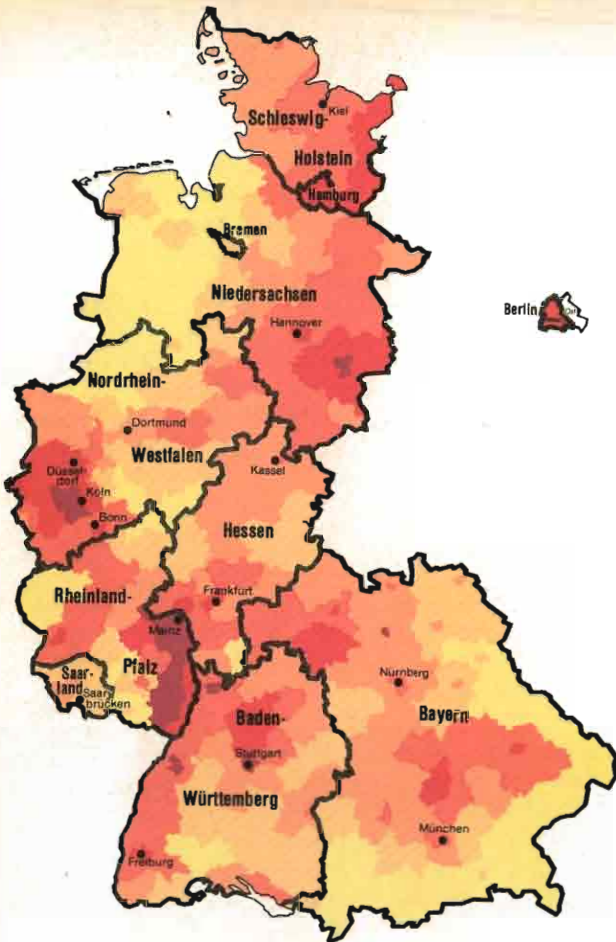 Kiel
Schleswig-
Holstein
Hamburg
Bremen
Niedersachsen
Berlin
Hannover
Nordrhein-
Dortmund
Westfalen
Düssel-
dorf
Kassel
Köln
Bonn
Hessen
Rheinland-
Frankfurt
Mainz
Pfalz
Saar-
land
Saar-
brücken
Nürnberg
Baden-
Bayern
Stuttgart
Württemberg
München
Freiburg